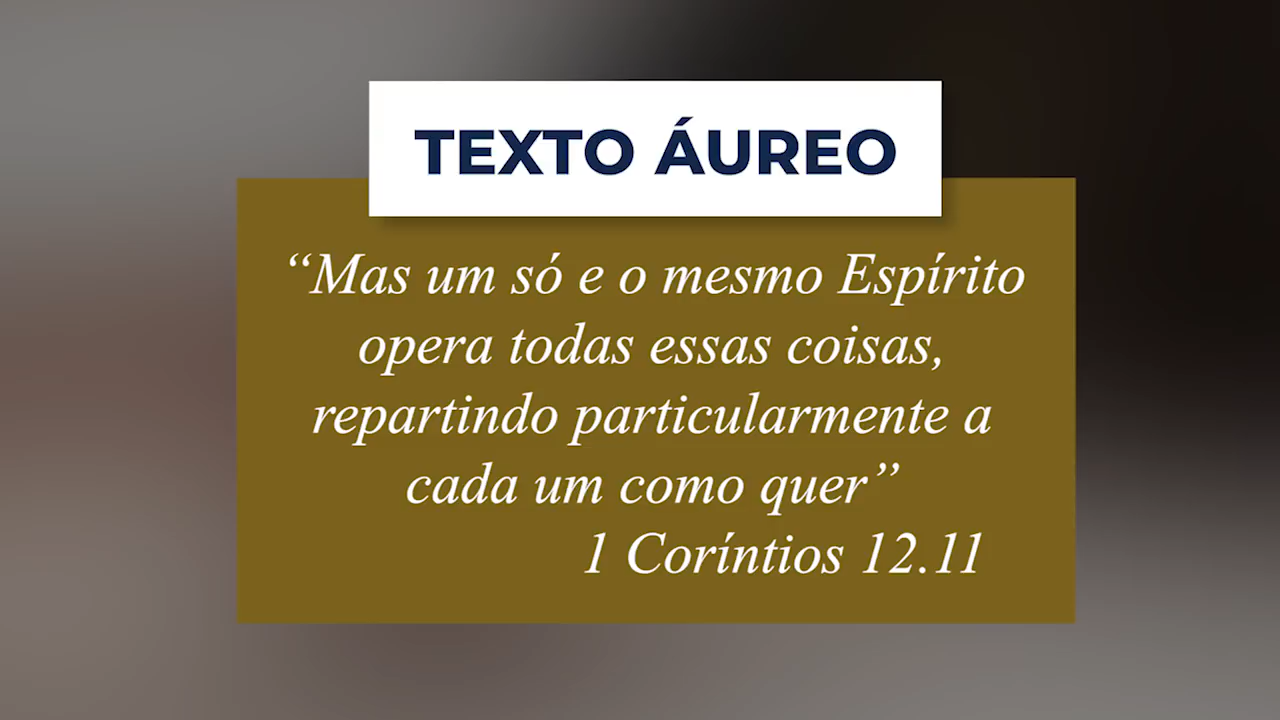 TEXTO ÁUREO
“Mas um só e o mesmo Espírito
opera todas essas coisas,
repartindo particularmente a
cada um como quer”
1 Coríntios 12.11